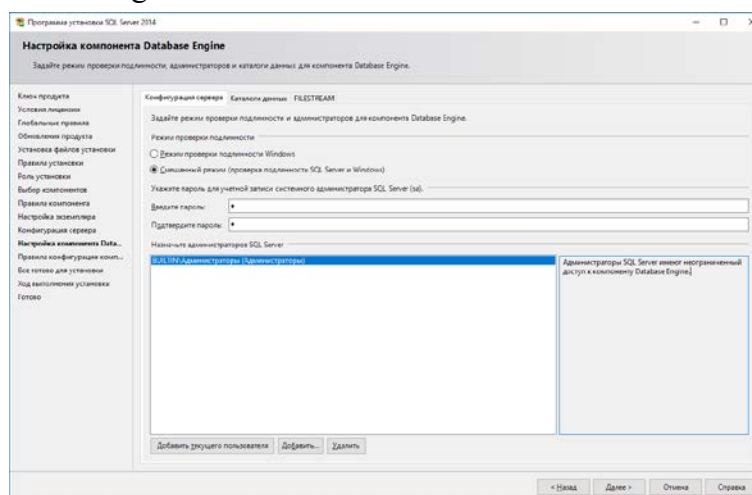 Программа установки SQL Server 2014
Настройка компонента Database Engine
Задайте режим проверки подлинности, администраторов и каталоги данных для компонента Database Engine.
Ключ продукта
Условия лицензии
Глобальные правила
Обновления продукта
Установка файлов установки
Правила установки
Роль установки
Выбор компонентов
Правила компонента
Настройка экземпляра
Конфигурация сервера
Настройка компонента Data...
Правила конфигурации комп...
Все готово для установки
Ход выполнения установки
Готово
Конфигурация сервера Каталоги данных FILESTREAM
Задайте режим проверки подлинности и администраторов для компонента Database Engine.
Режим проверки подлинности
Режим проверки подлинности Windows
Смешанный режим (проверка подлинности SQL Server и Windows)
Укажите пароль для учетной записи системного администратора SQL Server (sa).
Введите пароль:
Подтвердите пароль:
Назначьте администраторов SQL Server
BUILTIN\Администраторы (Администраторы)
Администраторы SQL Server имеют неограниченный
доступ к компоненту Database Engine.
Добавить текущего пользователя Добавить... Удалить
< Назад Далее > Отмена Справка